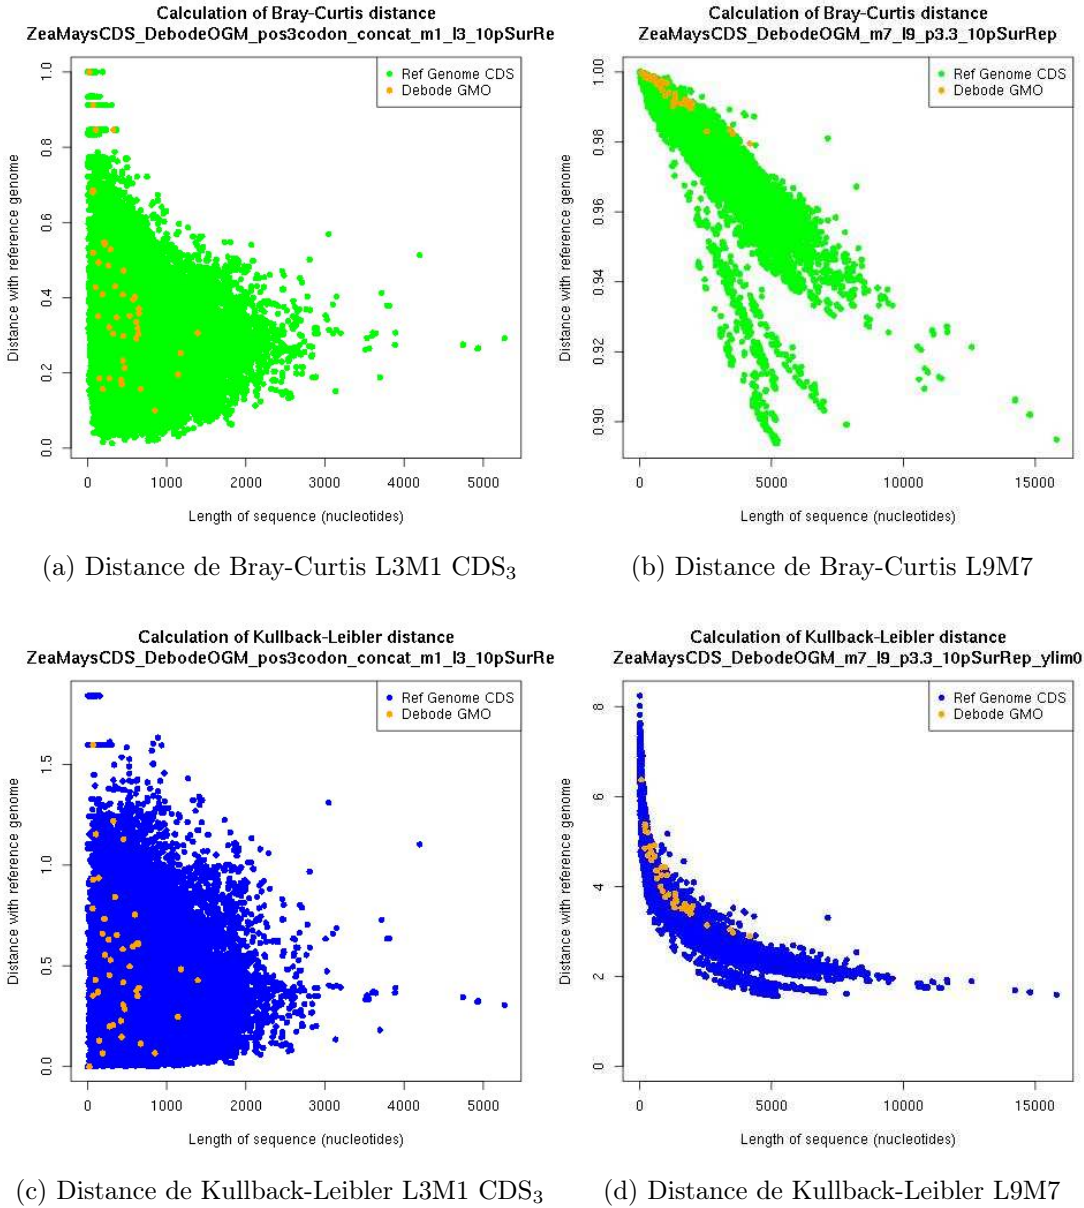 Calculation of Bray-Curtis distance
ZeaMaysCDS_DebodeOGM_pos3codon_concat_m1_l3_10pSurRe
Ref Genome CDS
Debode GMO
Distance with reference genome
0.0 0.2 0.4 0.6 0.8 1.0
0 1000 2000 3000 4000 5000
Length of sequence (nucleotides)
(a) Distance de Bray-Curtis L3M1 CDS3
Calculation of Bray-Curtis distance
ZeaMaysCDS_DebodeOGM_m7_l9_p3.3_10pSurRep
Ref Genome CDS
Debode GMO
Distance with reference genome
0.90 0.92 0.94 0.96 0.98 1.00
0 5000 10000 15000
Length of sequence (nucleotides)
(b) Distance de Bray-Curtis L9M7
Calculation of Kullback-Leibler distance
ZeaMaysCDS_DebodeOGM_pos3codon_concat_m1_l3_10pSurRe
Ref Genome CDS
Debode GMO
Distance with reference genome
0.0 0.5 1.0 1.5
0 1000 2000 3000 4000 5000
Length of sequence (nucleotides)
(c) Distance de Kullback-Leibler L3M1 CDS3
Calculation of Kullback-Leibler distance
ZeaMaysCDS_DebodeOGM_m7_l9_p3.3_10pSurRep_ylim0
Ref Genome CDS
Debode GMO
Distance with reference genome
0 2 4 6 8
0 5000 10000 15000
Length of sequence (nucleotides)
(d) Distance de Kullback-Leibler L9M7